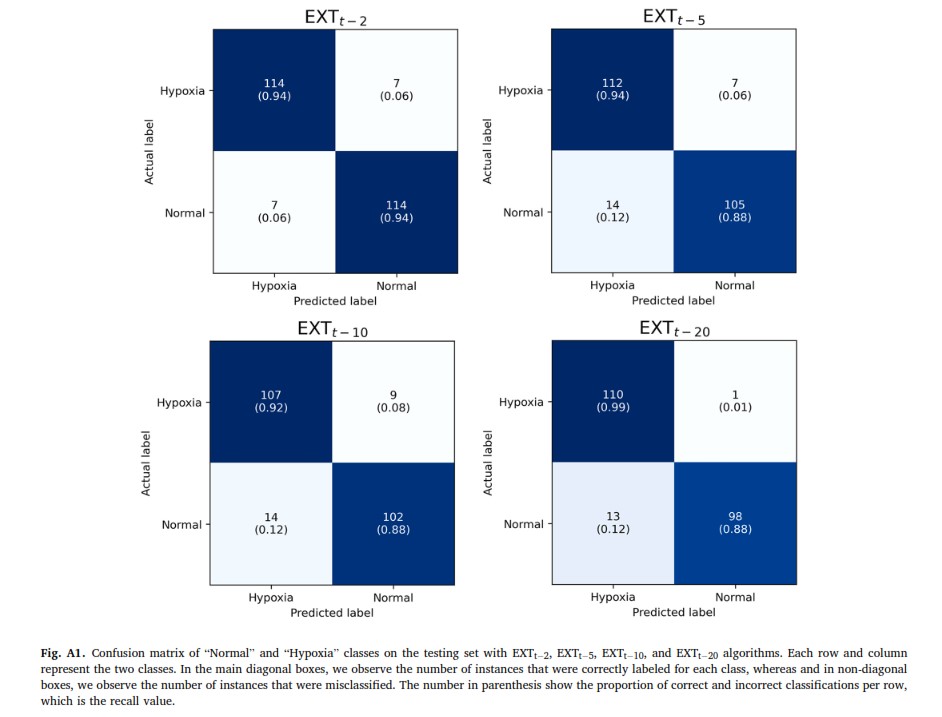 EXT t−2
Hypoxia
114
(0.94)
7
(0.06)
Normal
7
(0.06)
114
(0.94)
Actual label
Hypoxia
Normal
Predicted label
EXT t−5
Hypoxia
112
(0.94)
7
(0.06)
Normal
14
(0.12)
105
(0.88)
Actual label
Hypoxia
Normal
Predicted label
EXT t−10
Hypoxia
107
(0.92)
9
(0.08)
Normal
14
(0.12)
102
(0.88)
Actual label
Hypoxia
Normal
Predicted label
EXT t−20
Hypoxia
110
(0.99)
1
(0.01)
Normal
13
(0.12)
98
(0.88)
Actual label
Hypoxia
Normal
Predicted label
Fig. A1. Confusion matrix of “Normal” and “Hypoxia” classes on the testing set with EXTt−2, EXTt−5, EXTt−10, and EXTt−20 algorithms. Each row and column
represent the two classes. In the main diagonal boxes, we observe the number of instances that were correctly labeled for each class, whereas and in non-diagonal
boxes, we observe the number of instances that were misclassified. The number in parenthesis show the proportion of correct and incorrect classifications per row,
which is the recall value.